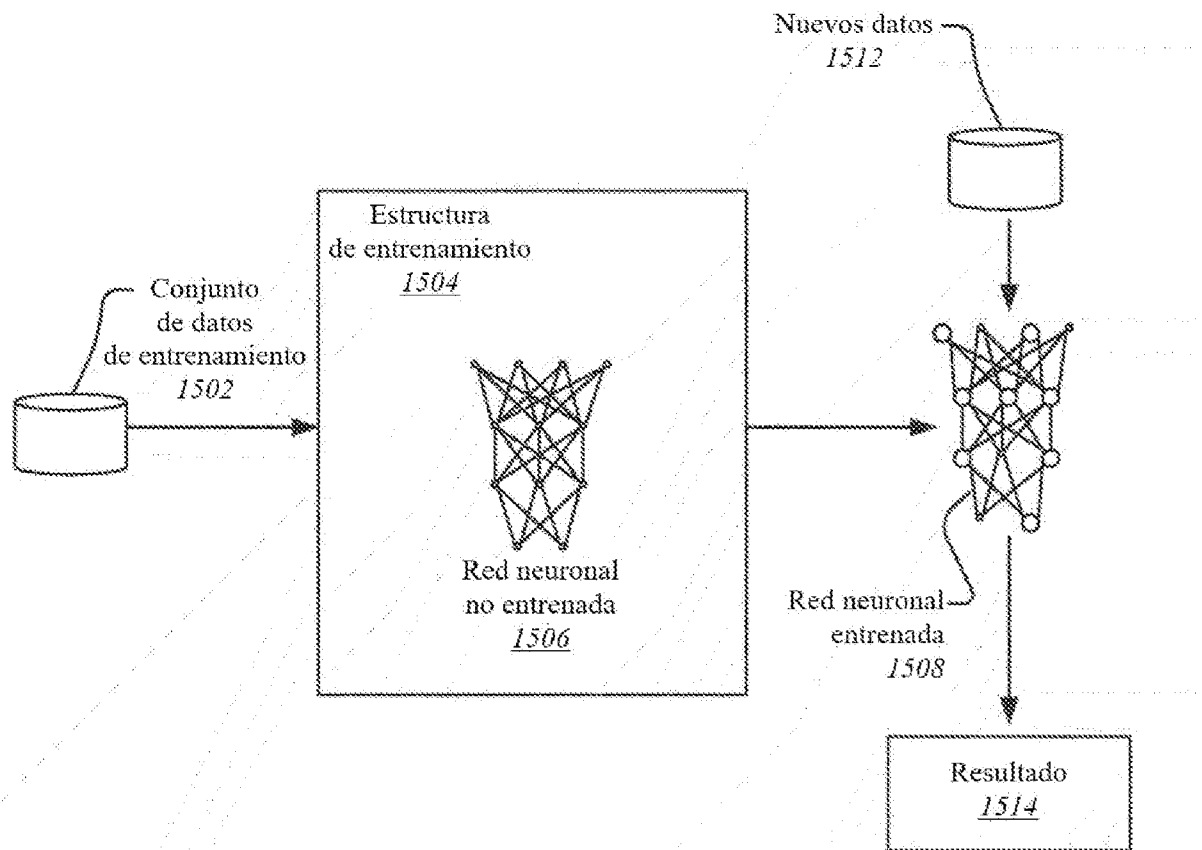 Nuevos datos
1512
Estructura
de entrenamiento
1504
Conjunto
de datos
de entrenamiento
1502
Red neuronal
no entrenada
1506
Red neuronal
entrenada
1508
Resultado
1514